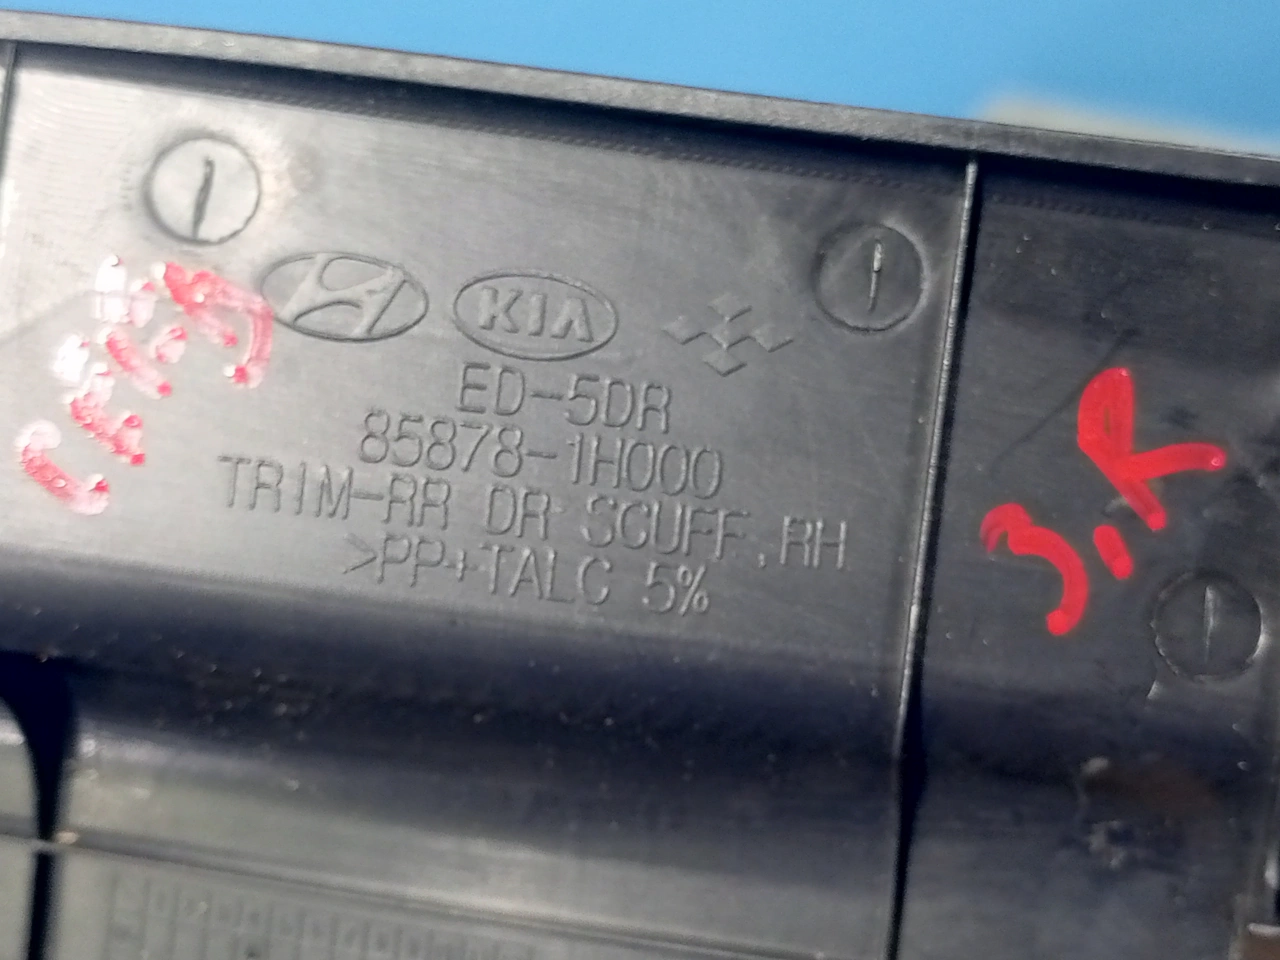 KIA
ED-5DR
85878-1H000
TRIM-RR DR SCUFF, RH
>PP+TALC 5%
З.R